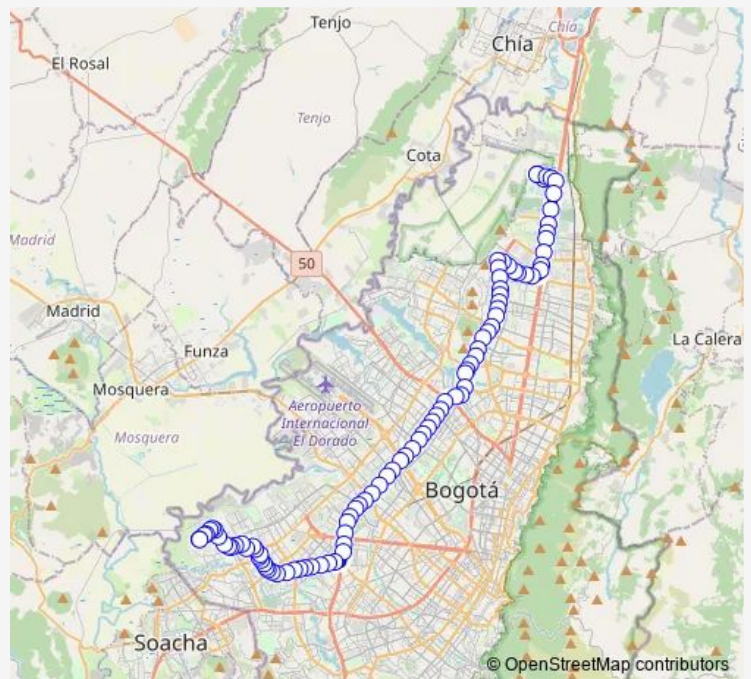 Tenjo
Chía
Chía
El Rosal
Tenjo
Cota
Madrid
50
Madrid
Funza
La Calera
Mosquera
Aeropuerto
Internacional
El Dorado
Mosquera
Bogotá
Soacha
© OpenStreetMap contributors